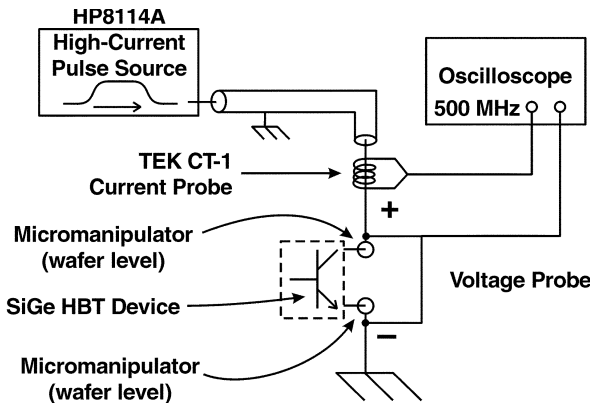 HP8114A
High-Current
Pulse Source
Oscilloscope
500 MHz
TEK CT-1
Current Probe
+
Micromanipulator
(wafer level)
Voltage Probe
SiGe HBT Device
−
Micromanipulator
(wafer level)